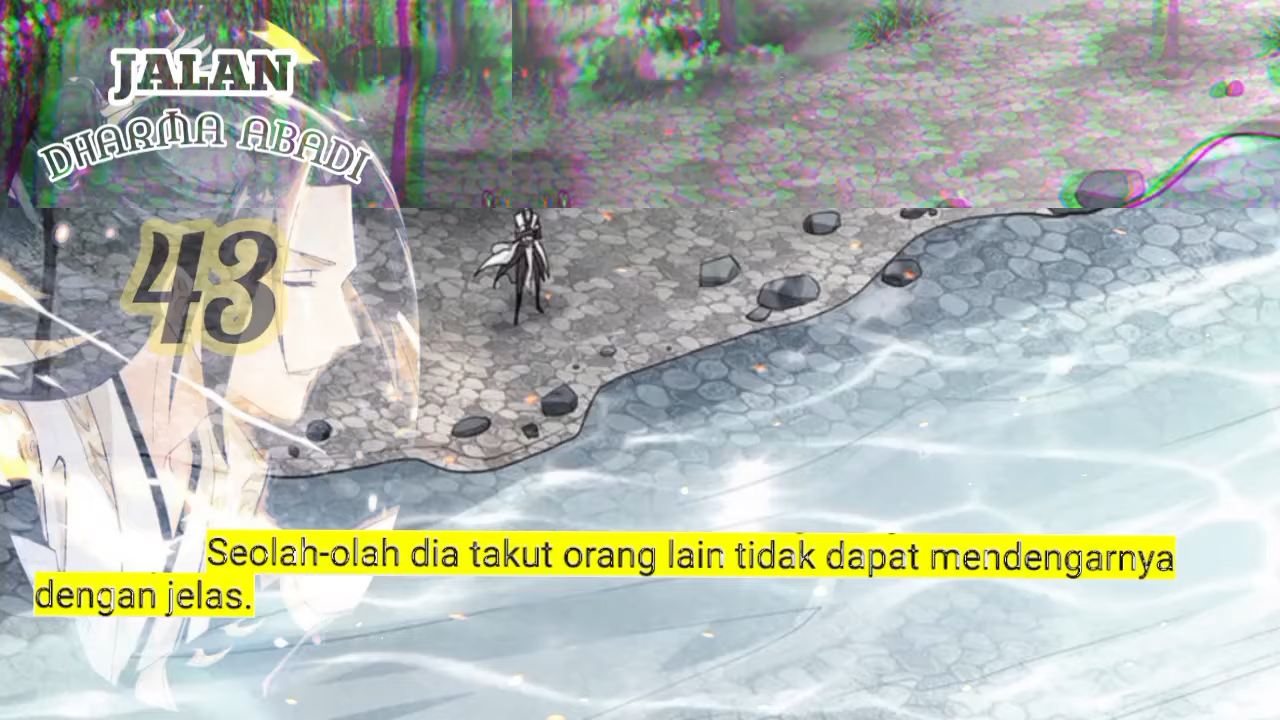 JALAN
DHARMA ABADI
43
Seolah-olah dia takut orang lain tidak dapat mendengarnya
dengan jelas.